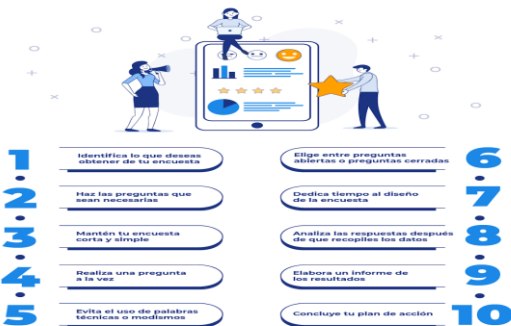 1
Identifica lo que deseas
obtener de tu encuesta
2
Haz las preguntas que
sean necesarias
3
Mantén tu encuesta
corta y simple
4
Realiza una pregunta
a la vez
5
Evita el uso de palabras
técnicas o modismos
6
Elige entre preguntas
abiertas o preguntas cerradas
7
Dedica tiempo al diseño
de la encuesta
8
Analiza las respuestas después
de que recopiles los datos
9
Elabora un informe de
los resultados
10
Concluye tu plan de acción